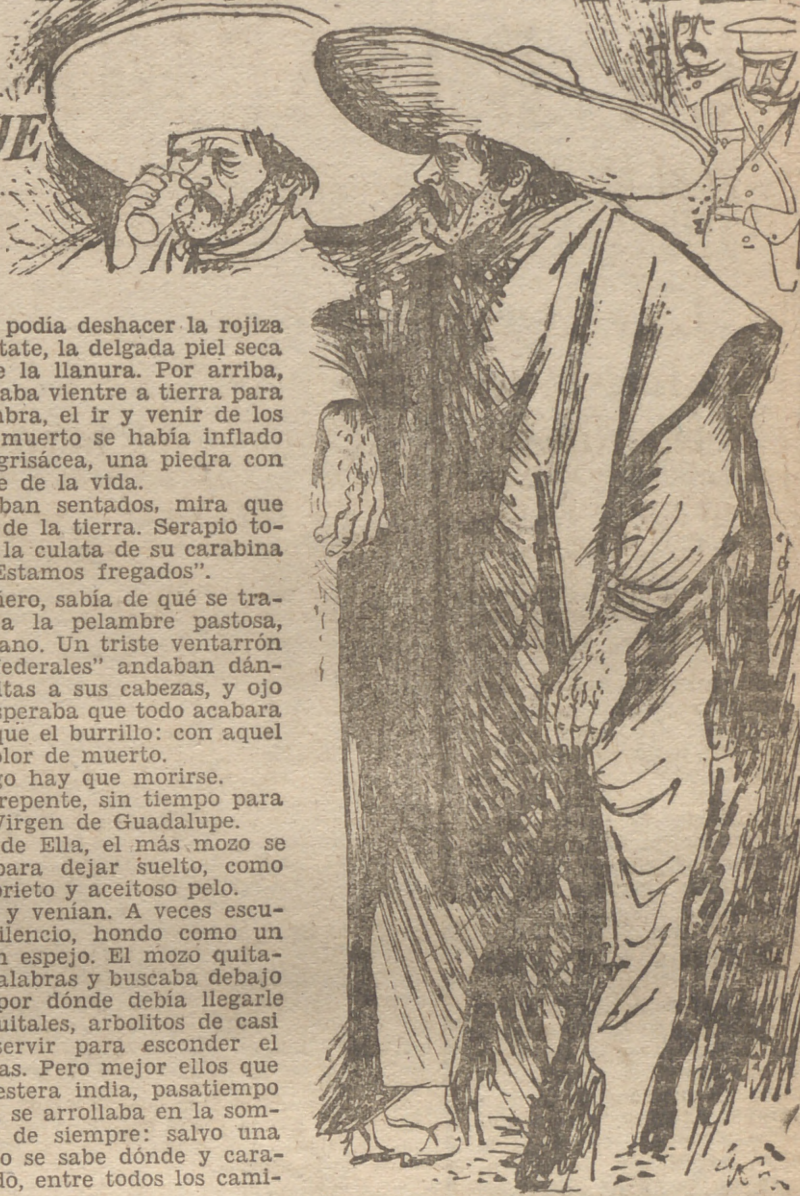 UE
podía deshacer la rojiza
tate, la delgada piel seca
e la llanura. Por arriba,
aba vientre a tierra para
abra, el ir y venir de los
muerto se había inflado
grisácea, una piedra con
e de la vida.
ban sentados, mira que
de la tierra. Serapio to-
la culata de su carabina
Estamos fregados”.
ñero, sabía de qué se tra-
a la pelambre pastosa,
ano. Un triste ventarrón
ederales” andaban dán-
ltas a sus cabezas, y ojo
speraba que todo acabara
que el burrillo: con aquel
olor de muerto.
go hay que morirse.
repente, sin tiempo para
Virgen de Guadalupe.
de Ella, el más mozo se
para dejar suelto, como
prieto y aceitoso pelo.
y venían. A veces escu-
ilencio, hondo como un
n espejo. El mozo quita-
alabras y buscaba debajo
por dónde debía llegarle
uitales, arbolitos de casi
servir para esconder el
as. Pero mejor ellos que
estera india, pasatiempo
se arrollaba en la som-
de siempre: salvo una
o se sabe dónde y cara-
do, entre todos los cami-